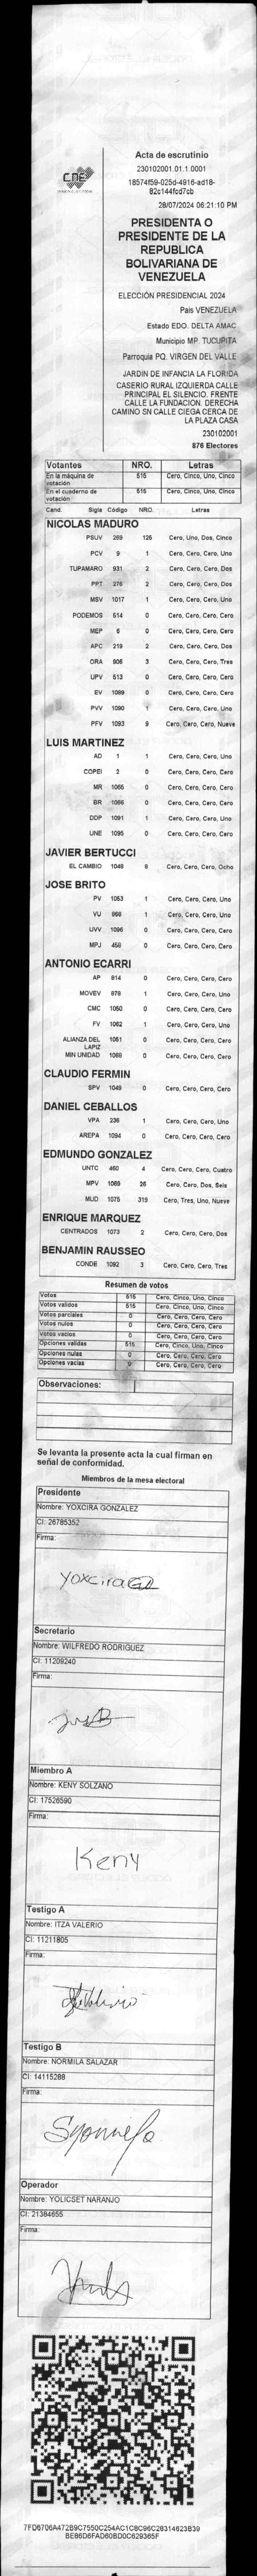 CNE
Acta de escrutinio
230102001.01.1.0001
18574f59-025d-4916-ad18-
82c144fcd7cb
28/07/2024 06:21:10 PM
PRESIDENTA O
PRESIDENTE DE LA
REPUBLICA
BOLIVARIANA DE
VENEZUELA
ELECCIÓN PRESIDENCIAL 2024
Pais VENEZUELA
Estado EDO. DELTA AMAC
Municipio MP. TUCUPITA
Parroquia PQ. VIRGEN DEL VALLE
JARDIN DE INFANCIA LA FLORIDA
CASERIO RURAL IZQUIERDA CALLE
PRINCIPAL EL SILENCIO. FRENTE
CALLE LA FUNDACION. DERECHA
CAMINO SN CALLE CIEGA CERCA DE
LA PLAZA CASA
230102001
876 Electores
Votantes NRO. Letras
En la máquina de votación 515 Cero, Cinco, Uno, Cinco
En el cuaderno de votación 515 Cero, Cinco, Uno, Cinco
Cand. Sigla Código NRO. Letras
NICOLAS MADURO
PSUV 269 125 Cero, Uno, Dos, Cinco
PCV 9 1 Cero, Cero, Cero, Uno
TUPAMARO 931 2 Cero, Cero, Cero, Dos
PPT 276 2 Cero, Cero, Cero, Dos
MSV 1017 1 Cero, Cero, Cero, Uno
PODEMOS 514 0 Cero, Cero, Cero, Cero
MEP 6 0 Cero, Cero, Cero, Cero
APC 219 2 Cero, Cero, Cero, Dos
ORA 906 3 Cero, Cero, Cero, Tres
UPV 513 0 Cero, Cero, Cero, Cero
EV 1089 0 Cero, Cero, Cero, Cero
PVV 1090 1 Cero, Cero, Cero, Uno
PFV 1093 9 Cero, Cero, Cero, Nueve
LUIS MARTINEZ
AD 1 1 Cero, Cero, Cero, Uno
COPEI 2 0 Cero, Cero, Cero, Cero
MR 1065 0 Cero, Cero, Cero, Cero
BR 1066 0 Cero, Cero, Cero, Cero
DDP 1091 1 Cero, Cero, Cero, Uno
UNE 1095 0 Cero, Cero, Cero, Cero
JAVIER BERTUCCI
EL CAMBIO 1048 8 Cero, Cero, Cero, Ocho
JOSE BRITO
PV 1053 1 Cero, Cero, Cero, Uno
VU 868 1 Cero, Cero, Cero, Uno
UVV 1096 0 Cero, Cero, Cero, Cero
MPJ 458 0 Cero, Cero, Cero, Cero
ANTONIO ECARRI
AP 814 0 Cero, Cero, Cero, Cero
MOVEV 878 1 Cero, Cero, Cero, Uno
CMC 1050 0 Cero, Cero, Cero, Cero
FV 1062 1 Cero, Cero, Cero, Uno
ALIANZA DEL LAPIZ 1051 0 Cero, Cero, Cero, Cero
MIN UNIDAD 1068 0 Cero, Cero, Cero, Cero
CLAUDIO FERMIN
SPV 1049 0 Cero, Cero, Cero, Cero
DANIEL CEBALLOS
VPA 236 1 Cero, Cero, Cero, Uno
AREPA 1094 0 Cero, Cero, Cero, Cero
EDMUNDO GONZALEZ
UNTC 460 4 Cero, Cero, Cero, Cuatro
MPV 1069 26 Cero, Cero, Dos, Seis
MUD 1075 319 Cero, Tres, Uno, Nueve
ENRIQUE MARQUEZ
CENTRADOS 1073 2 Cero, Cero, Cero, Dos
BENJAMIN RAUSSEO
CONDE 1092 3 Cero, Cero, Cero, Tres
Resumen de votos
Votos 515 Cero, Cinco, Uno, Cinco
Votos validos 515 Cero, Cinco, Uno, Cinco
Votos parciales 0 Cero, Cero, Cero, Cero
Votos nulos 0 Cero, Cero, Cero, Cero
Votos vacios 0 Cero, Cero, Cero, Cero
Opciones validas 515 Cero, Cinco, Uno, Cinco
Opciones nulas 0 Cero, Cero, Cero, Cero
Opciones vacias 0 Cero, Cero, Cero, Cero
Observaciones:
Se levanta la presente acta la cual firman en
señal de conformidad.
Miembros de la mesa electoral
Presidente
Nombre: YOXCIRA GONZALEZ
CI: 26785352
Firma:
Yoxcira
Secretario
Nombre: WILFREDO RODRIGUEZ
CI: 11209240
Firma:
Miembro A
Nombre: KENY SOLZANO
CI: 17526590
Firma:
Keny
Testigo A
Nombre: ITZA VALERIO
CI: 11211805
Firma:
Testigo B
Nombre: NORMILA SALAZAR
CI: 14115288
Firma:
Operador
Nombre: YOLICSET NARANJO
CI: 21384655
Firma:
7FD6706A472B9C7550C254AC1C8C96C28314623B39
BE86D6FAD60BD0C629365F